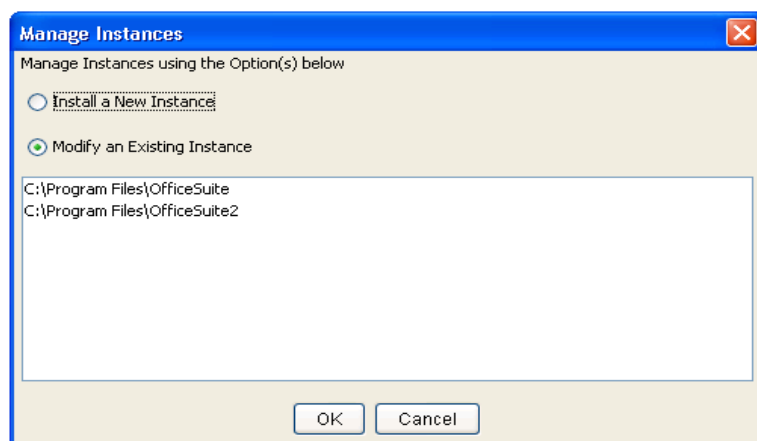 Manage Instances
Manage Instances using the Option(s) below
Install a New Instance
Modify an Existing Instance
C:\Program Files\OfficeSuite
C:\Program Files\OfficeSuite2
OK Cancel